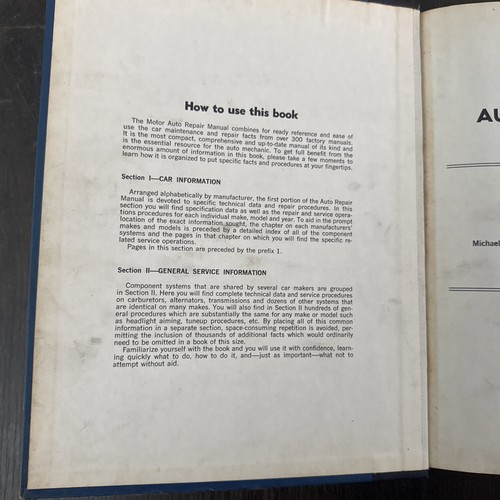 How to use this book
The Motor Auto Repair Manual combines for ready reference and ease of
use the car maintenance and repair facts from over 300 factory manuals.
It is the most compact, comprehensive and up-to-date manual of its kind and
is the essential resource for the auto mechanic. To get full benefit from the
enormous amount of information in this book, please take a few moments to
learn how it is organized to put specific facts and procedures at your fingertips.
Section I—CAR INFORMATION
Arranged alphabetically by manufacturer, the first portion of the Auto Repair
Manual is devoted to specific technical data and repair procedures. In this
section you will find specification data as well as the repair and service opera-
tions procedures for each individual make, model and year. To aid in the prompt
location of the exact information sought, the chapter on each manufacturers'
makes and models is preceded by a detailed index of all of the component
systems and the pages in that chapter on which you will find the specific re-
lated service operations.
Pages in this section are preceded by the prefix 1.
Section II—GENERAL SERVICE INFORMATION
Component systems that are shared by several car makers are grouped
in Section II. Here you will find complete technical data and service procedures
on carburetors, alternators, transmissions and dozens of other systems that
are identical on many makes. You will also find in Section II hundreds of gen-
eral procedures which are substantially the same for any make or model such
as headlight aiming, tuneup procedures, etc. By placing all of this common
information in a separate section, space-consuming repetition is avoided, per-
mitting the inclusion of thousands of additional facts which would ordinarily
need to be omitted in a book of this size.
Familiarize yourself with the book and you will use it with confidence, learn-
ing quickly what to do, how to do it, and—just as important—what not to
attempt without aid.
AU
Michael